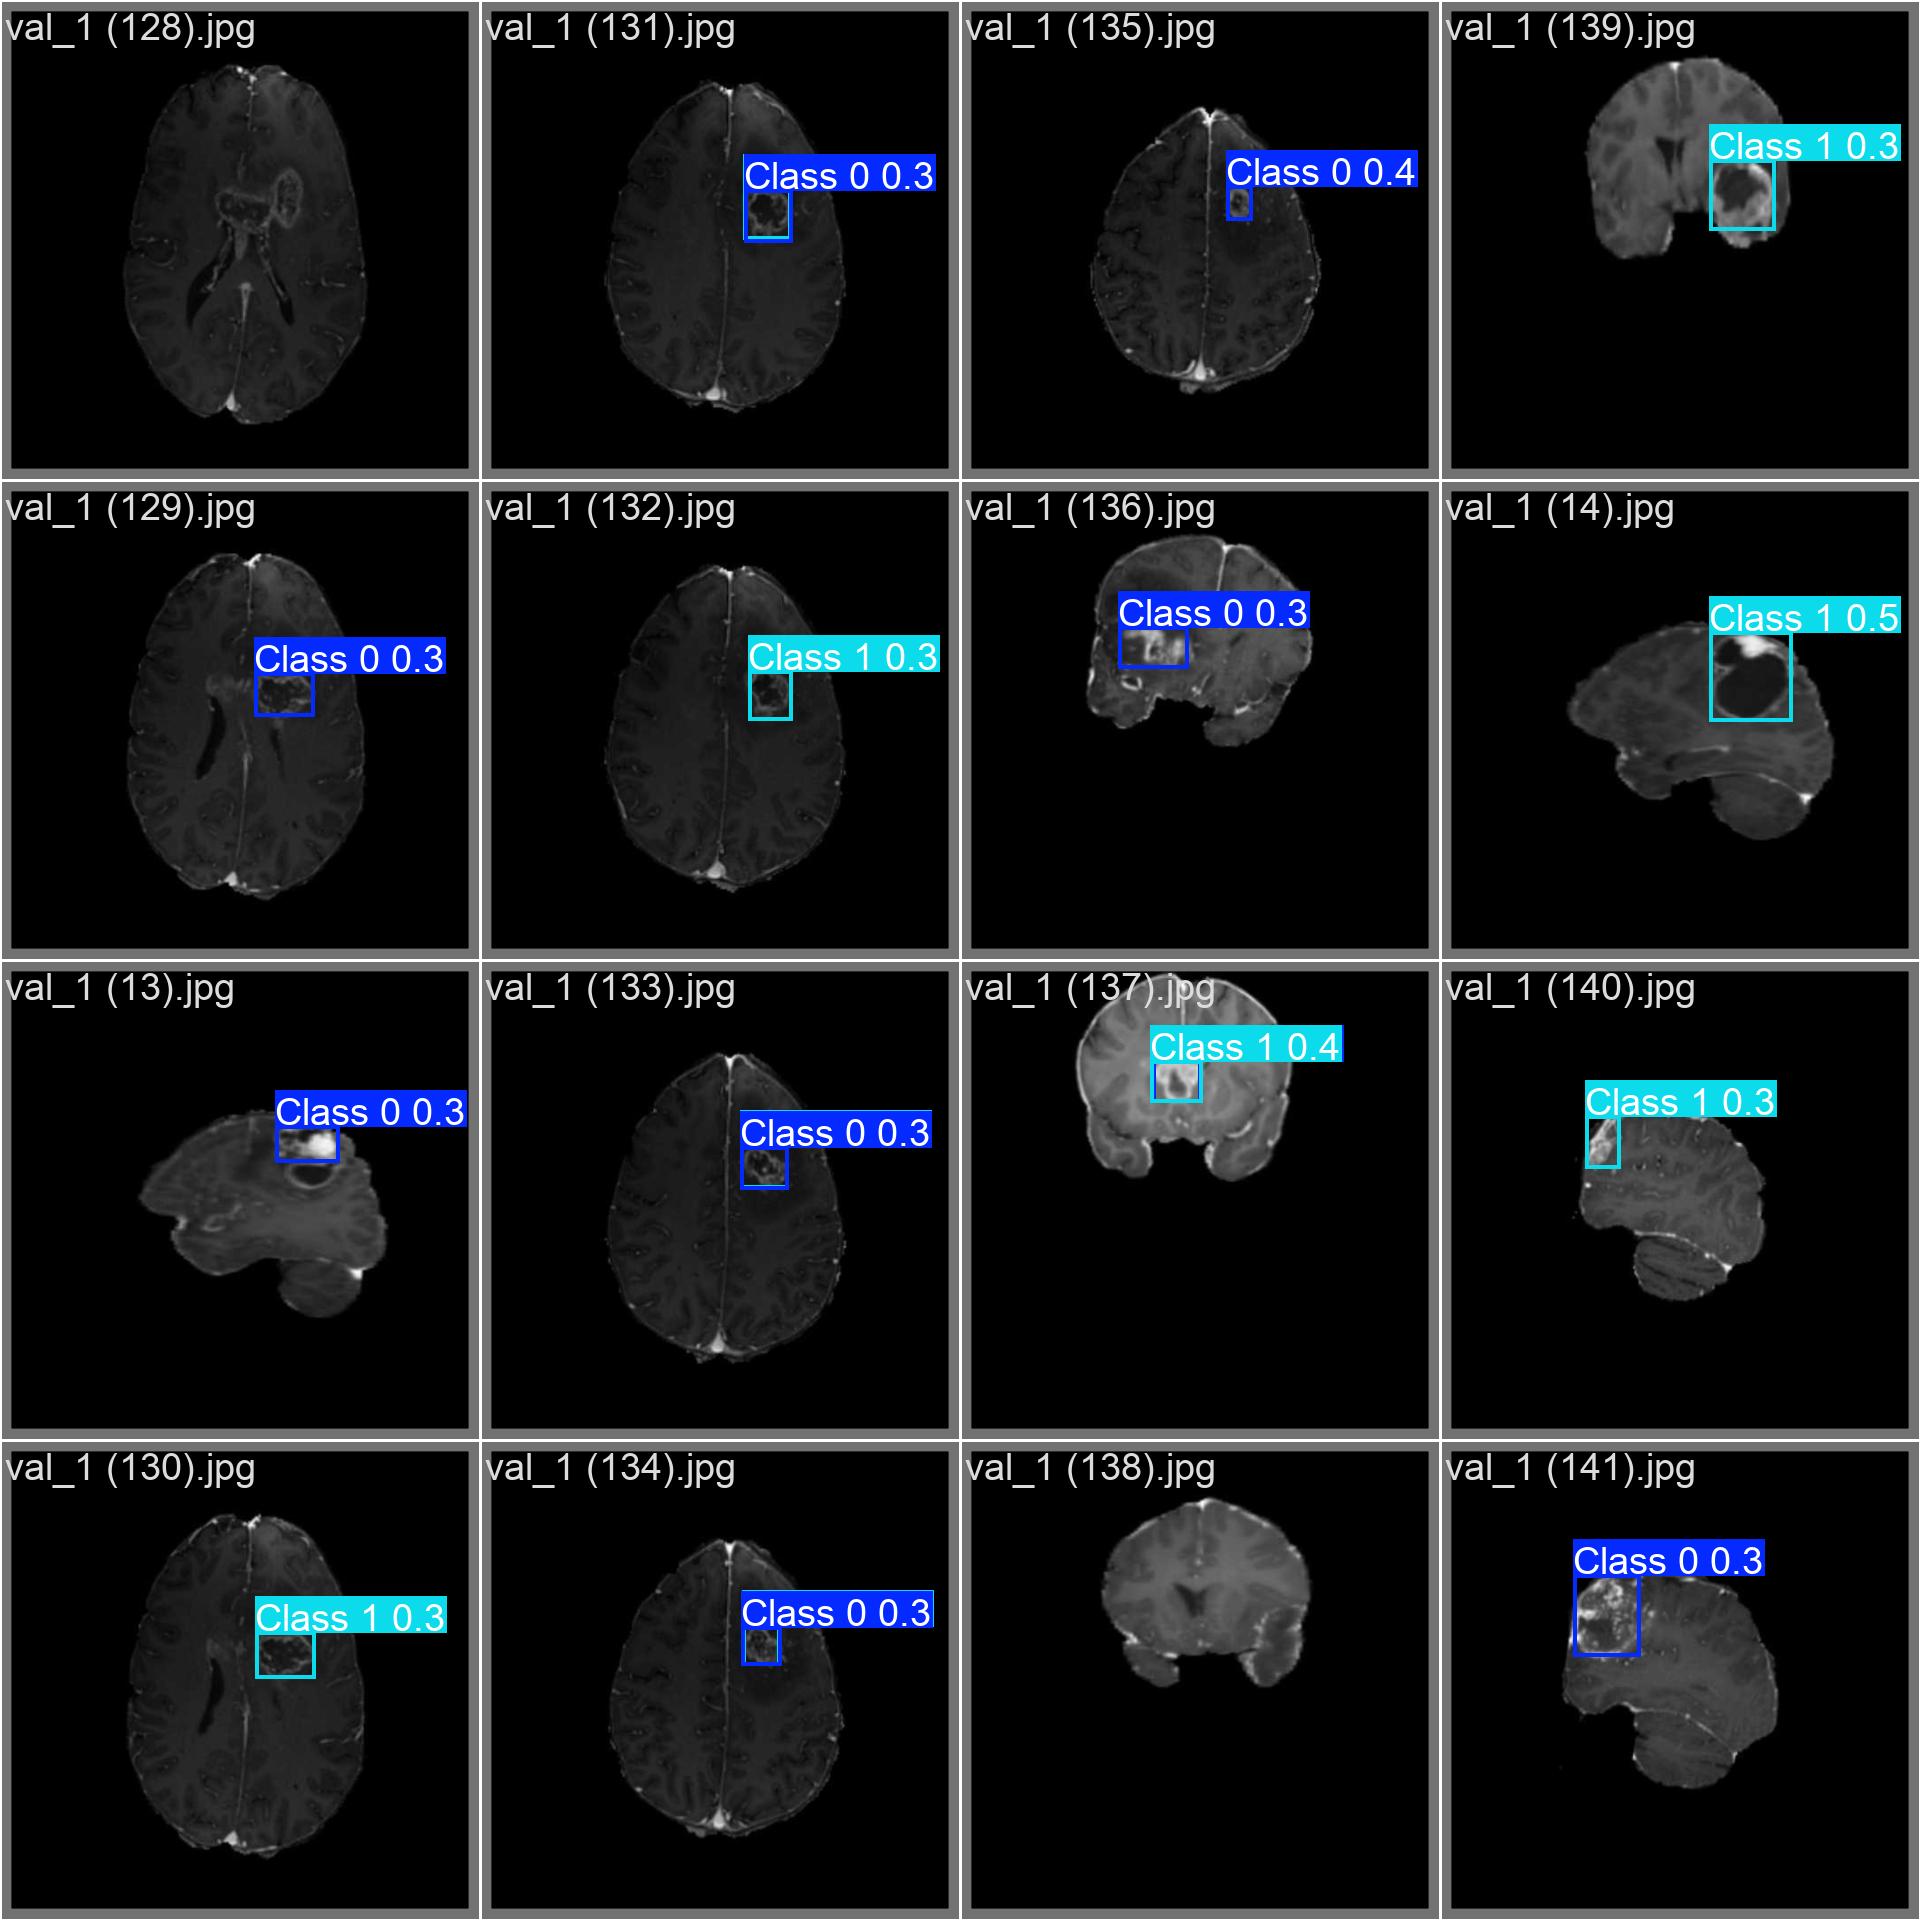 val_1 (128).jpg
val_1 (131).jpg
Class 0 0.3
val_1 (135).jpg
Class 0 0.4
val_1 (139).jpg
Class 1 0.3
val_1 (129).jpg
Class 0 0.3
val_1 (132).jpg
Class 1 0.3
val_1 (136).jpg
Class 0 0.3
val_1 (14).jpg
Class 1 0.5
val_1 (13).jpg
Class 0 0.3
val_1 (133).jpg
Class 0 0.3
val_1 (137).jpg
Class 1 0.4
val_1 (140).jpg
Class 1 0.3
val_1 (130).jpg
Class 1 0.3
val_1 (134).jpg
Class 0 0.3
val_1 (138).jpg
val_1 (141).jpg
Class 0 0.3